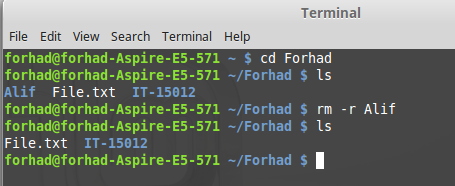 Terminal
File Edit View Search Terminal Help
forhad@forhad-Aspire-E5-571 ~ $ cd Forhad
forhad@forhad-Aspire-E5-571 ~/Forhad $ ls
Alif  File.txt  IT-15012
forhad@forhad-Aspire-E5-571 ~/Forhad $ rm -r Alif
forhad@forhad-Aspire-E5-571 ~/Forhad $ ls
File.txt  IT-15012
forhad@forhad-Aspire-E5-571 ~/Forhad $